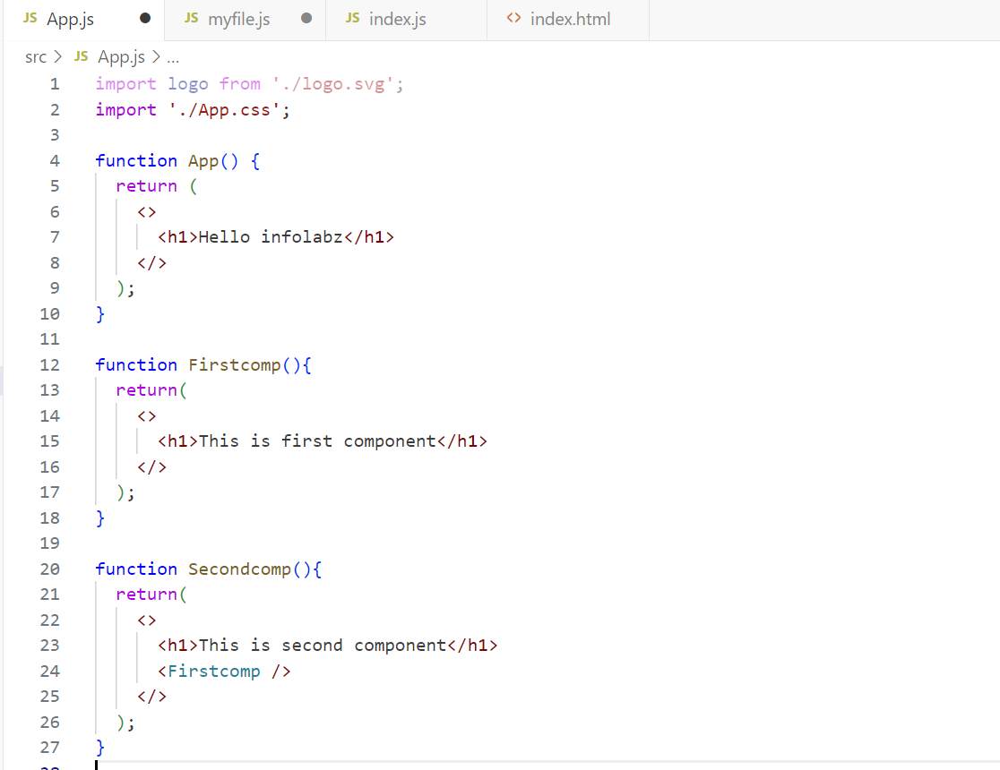 JS App.js ● JS myfile.js ● JS index.js <> index.html
src > JS App.js > ...
1 import logo from './logo.svg';
2 import './App.css';
3
4 function App() {
5   return (
6     <>
7       <h1>Hello infolabz</h1>
8     </>
9   );
10 }
11
12 function Firstcomp(){
13   return(
14     <>
15       <h1>This is first component</h1>
16     </>
17   );
18 }
19
20 function Secondcomp(){
21   return(
22     <>
23       <h1>This is second component</h1>
24       <Firstcomp />
25     </>
26   );
27 }